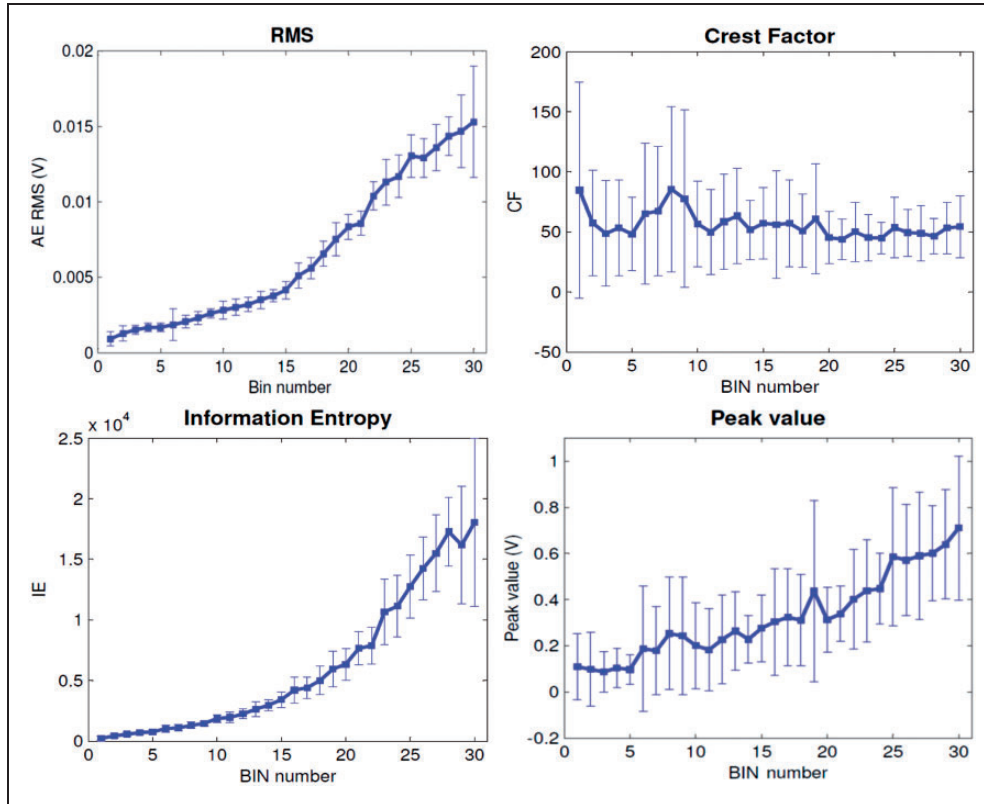 RMS
0.02
0.015
0.01
0.005
0
AE RMS (V)
0 5 10 15 20 25 30
Bin number
Crest Factor
200
150
100
50
0
-50
CF
0 5 10 15 20 25 30
BIN number
Information Entropy
x 10^4
2.5
2
1.5
1
0.5
0
IE
0 5 10 15 20 25 30
BIN number
Peak value
1
0.8
0.6
0.4
0.2
0
-0.2
Peak value (V)
0 5 10 15 20 25 30
BIN number